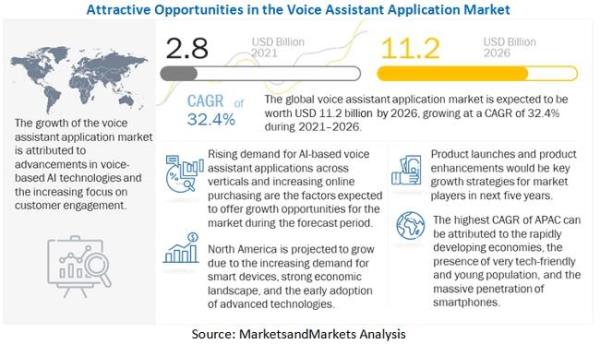 Attractive Opportunities in the Voice Assistant Application Market
2.8
USD Billion
2021
11.2
USD Billion
2026
CAGR of
32.4%
The global voice assistant application market is expected to be
worth USD 11.2 billion by 2026, growing at a CAGR of 32.4%
during 2021–2026.
The growth of the voice
assistant application market
is attributed to
advancements in voice-
based AI technologies and
the increasing focus on
customer engagement.
Rising demand for AI-based voice
assistant applications across
verticals and increasing online
purchasing are the factors expected
to offer growth opportunities for the
market during the forecast period.
North America is projected to grow
due to the increasing demand for
smart devices, strong economic
landscape, and the early adoption
of advanced technologies.
Product launches and product
enhancements would be key
growth strategies for market
players in next five years.
The highest CAGR of APAC can
be attributed to the rapidly
developing economies, the
presence of very tech-friendly
and young population, and the
massive penetration of
smartphones.
Source: MarketsandMarkets Analysis